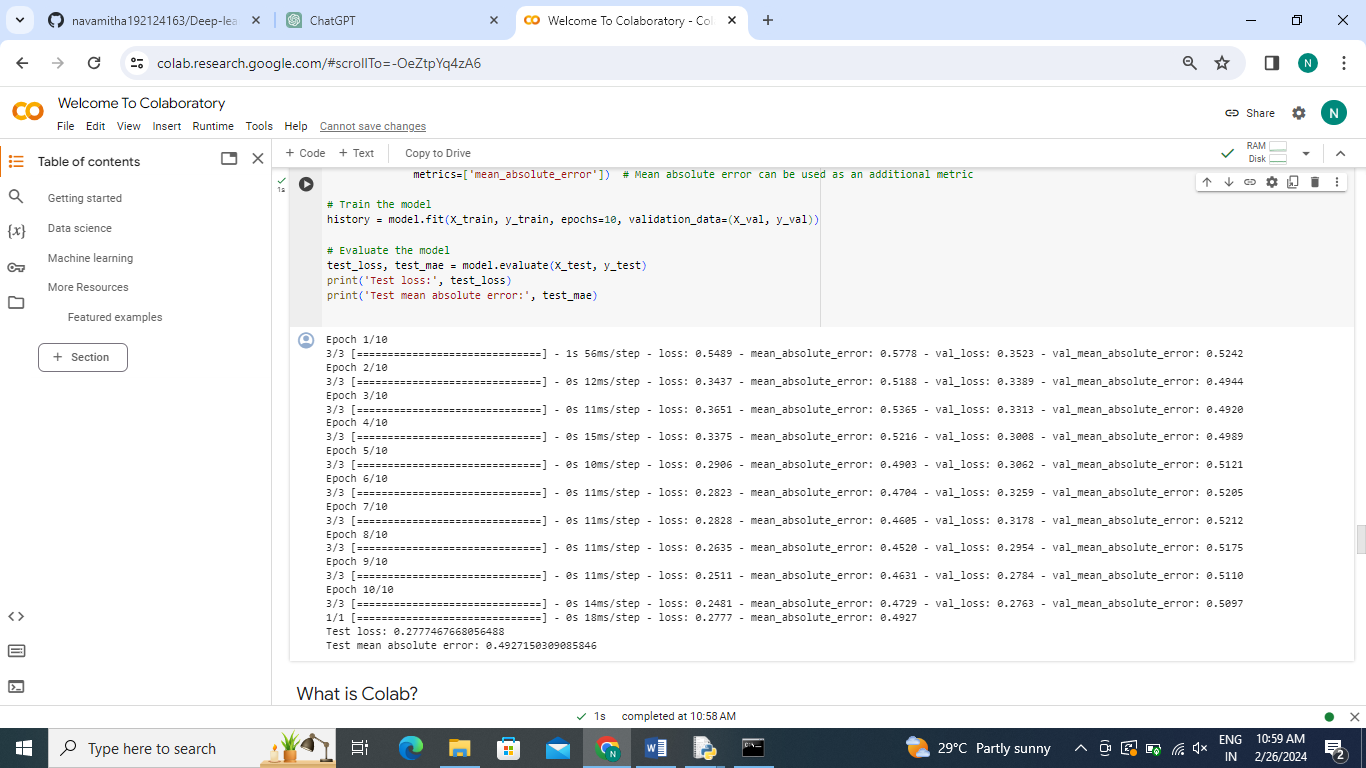 navamitha192124163/Deep-lea
ChatGPT
Welcome To Colaboratory - Col
colab.research.google.com/#scrollTo=-OeZtpYq4zA6
N
Welcome To Colaboratory
File Edit View Insert Runtime Tools Help Cannot save changes
Share
N
Table of contents
+ Code + Text Copy to Drive
RAM
Disk
Getting started
Data science
Machine learning
More Resources
Featured examples
+ Section
1s
metrics=['mean_absolute_error']) # Mean absolute error can be used as an additional metric
# Train the model
history = model.fit(X_train, y_train, epochs=10, validation_data=(X_val, y_val))
# Evaluate the model
test_loss, test_mae = model.evaluate(X_test, y_test)
print('Test loss:', test_loss)
print('Test mean absolute error:', test_mae)
Epoch 1/10
3/3 [==============================] - 1s 56ms/step - loss: 0.5489 - mean_absolute_error: 0.5778 - val_loss: 0.3523 - val_mean_absolute_error: 0.5242
Epoch 2/10
3/3 [==============================] - 0s 12ms/step - loss: 0.3437 - mean_absolute_error: 0.5188 - val_loss: 0.3389 - val_mean_absolute_error: 0.4944
Epoch 3/10
3/3 [==============================] - 0s 11ms/step - loss: 0.3651 - mean_absolute_error: 0.5365 - val_loss: 0.3313 - val_mean_absolute_error: 0.4920
Epoch 4/10
3/3 [==============================] - 0s 15ms/step - loss: 0.3375 - mean_absolute_error: 0.5216 - val_loss: 0.3008 - val_mean_absolute_error: 0.4989
Epoch 5/10
3/3 [==============================] - 0s 10ms/step - loss: 0.2906 - mean_absolute_error: 0.4903 - val_loss: 0.3062 - val_mean_absolute_error: 0.5121
Epoch 6/10
3/3 [==============================] - 0s 11ms/step - loss: 0.2823 - mean_absolute_error: 0.4704 - val_loss: 0.3259 - val_mean_absolute_error: 0.5205
Epoch 7/10
3/3 [==============================] - 0s 11ms/step - loss: 0.2828 - mean_absolute_error: 0.4605 - val_loss: 0.3178 - val_mean_absolute_error: 0.5212
Epoch 8/10
3/3 [==============================] - 0s 11ms/step - loss: 0.2635 - mean_absolute_error: 0.4520 - val_loss: 0.2954 - val_mean_absolute_error: 0.5175
Epoch 9/10
3/3 [==============================] - 0s 11ms/step - loss: 0.2511 - mean_absolute_error: 0.4631 - val_loss: 0.2784 - val_mean_absolute_error: 0.5110
Epoch 10/10
3/3 [==============================] - 0s 14ms/step - loss: 0.2481 - mean_absolute_error: 0.4729 - val_loss: 0.2763 - val_mean_absolute_error: 0.5097
1/1 [==============================] - 0s 18ms/step - loss: 0.2777 - mean_absolute_error: 0.4927
Test loss: 0.2777467668056488
Test mean absolute error: 0.4927150309085846
What is Colab?
1s completed at 10:58 AM
Type here to search
29°C Partly sunny
ENG
IN
10:59 AM
2/26/2024
2